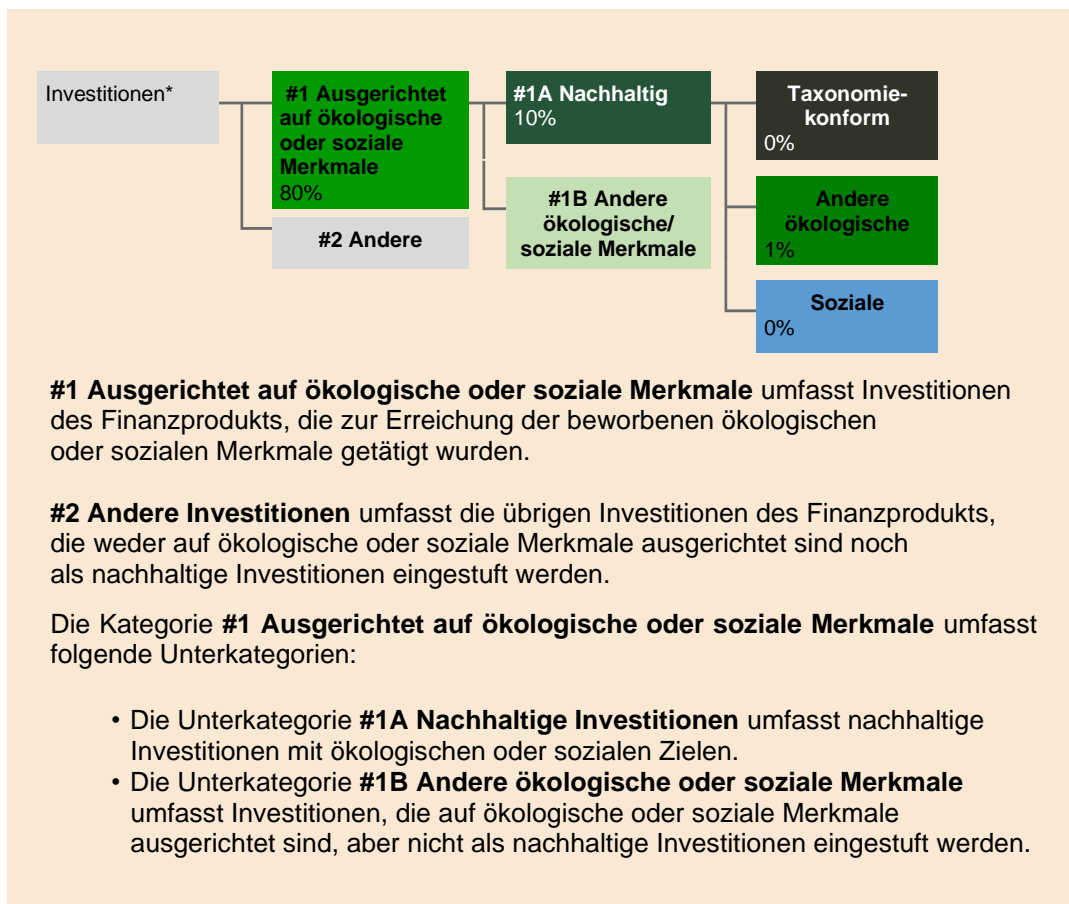 Investitionen*
#1 Ausgerichtet
auf ökologische
oder soziale
Merkmale
80%
#2 Andere
#1A Nachhaltig
10%
#1B Andere
ökologische/
soziale Merkmale
Taxonomie-
konform
0%
Andere
ökologische
1%
Soziale
0%
#1 Ausgerichtet auf ökologische oder soziale Merkmale umfasst Investitionen
des Finanzprodukts, die zur Erreichung der beworbenen ökologischen
oder sozialen Merkmale getätigt wurden.
#2 Andere Investitionen umfasst die übrigen Investitionen des Finanzprodukts,
die weder auf ökologische oder soziale Merkmale ausgerichtet sind noch
als nachhaltige Investitionen eingestuft werden.
Die Kategorie #1 Ausgerichtet auf ökologische oder soziale Merkmale umfasst
folgende Unterkategorien:
• Die Unterkategorie #1A Nachhaltige Investitionen umfasst nachhaltige
Investitionen mit ökologischen oder sozialen Zielen.
• Die Unterkategorie #1B Andere ökologische oder soziale Merkmale
umfasst Investitionen, die auf ökologische oder soziale Merkmale
ausgerichtet sind, aber nicht als nachhaltige Investitionen eingestuft werden.